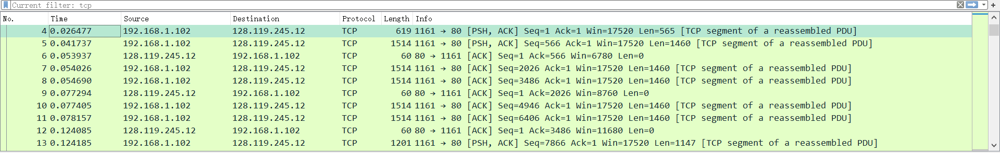 Current filter: tcp
No. Time Source Destination Protocol Length Info
4 0.026477 192.168.1.102 128.119.245.12 TCP 619 1161 → 80 [PSH, ACK] Seq=1 Ack=1 Win=17520 Len=565 [TCP segment of a reassembled PDU]
5 0.041737 192.168.1.102 128.119.245.12 TCP 1514 1161 → 80 [PSH, ACK] Seq=566 Ack=1 Win=17520 Len=1460 [TCP segment of a reassembled PDU]
6 0.053937 128.119.245.12 192.168.1.102 TCP 60 80 → 1161 [ACK] Seq=1 Ack=566 Win=6780 Len=0
7 0.054026 192.168.1.102 128.119.245.12 TCP 1514 1161 → 80 [ACK] Seq=2026 Ack=1 Win=17520 Len=1460 [TCP segment of a reassembled PDU]
8 0.054690 192.168.1.102 128.119.245.12 TCP 1514 1161 → 80 [ACK] Seq=3486 Ack=1 Win=17520 Len=1460 [TCP segment of a reassembled PDU]
9 0.077294 128.119.245.12 192.168.1.102 TCP 60 80 → 1161 [ACK] Seq=1 Ack=2026 Win=8760 Len=0
10 0.077405 192.168.1.102 128.119.245.12 TCP 1514 1161 → 80 [ACK] Seq=4946 Ack=1 Win=17520 Len=1460 [TCP segment of a reassembled PDU]
11 0.078157 192.168.1.102 128.119.245.12 TCP 1514 1161 → 80 [ACK] Seq=6406 Ack=1 Win=17520 Len=1460 [TCP segment of a reassembled PDU]
12 0.124085 128.119.245.12 192.168.1.102 TCP 60 80 → 1161 [ACK] Seq=1 Ack=3486 Win=11680 Len=0
13 0.124185 192.168.1.102 128.119.245.12 TCP 1201 1161 → 80 [PSH, ACK] Seq=7866 Ack=1 Win=17520 Len=1147 [TCP segment of a reassembled PDU]